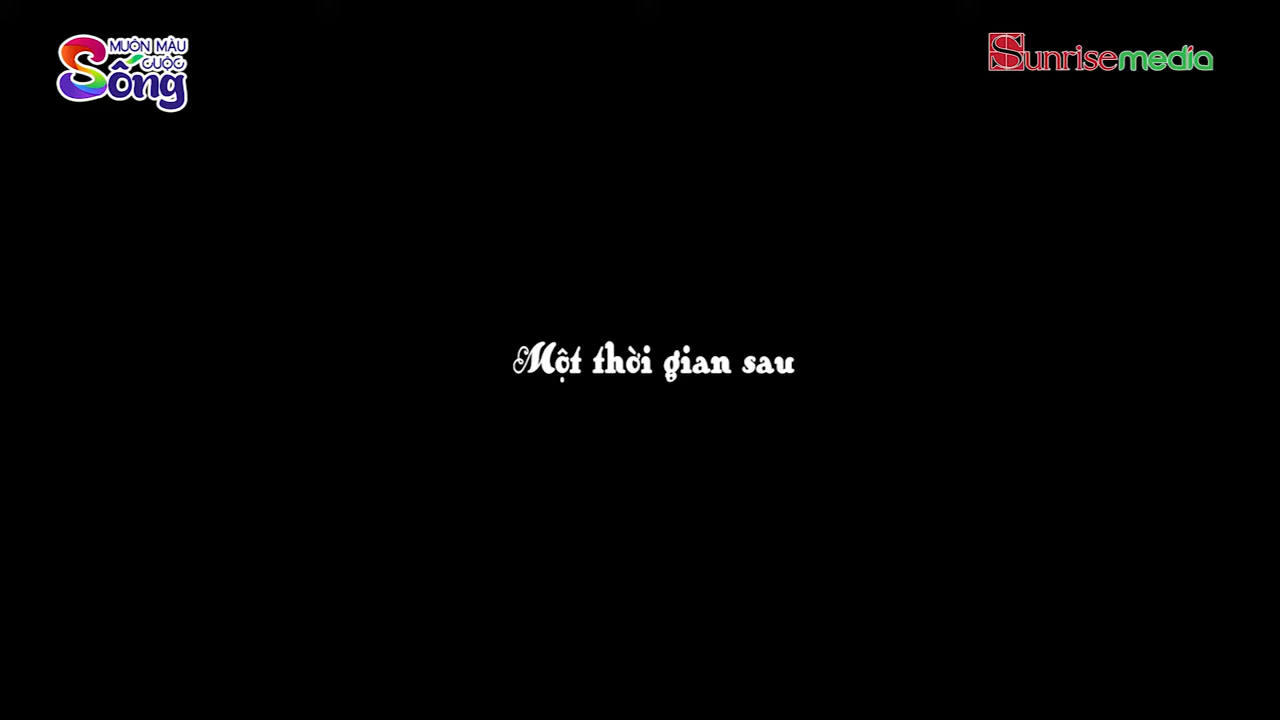 MUÔN MÀU
CUỘC
Sống
Sunrisemedia
Một thời gian sau